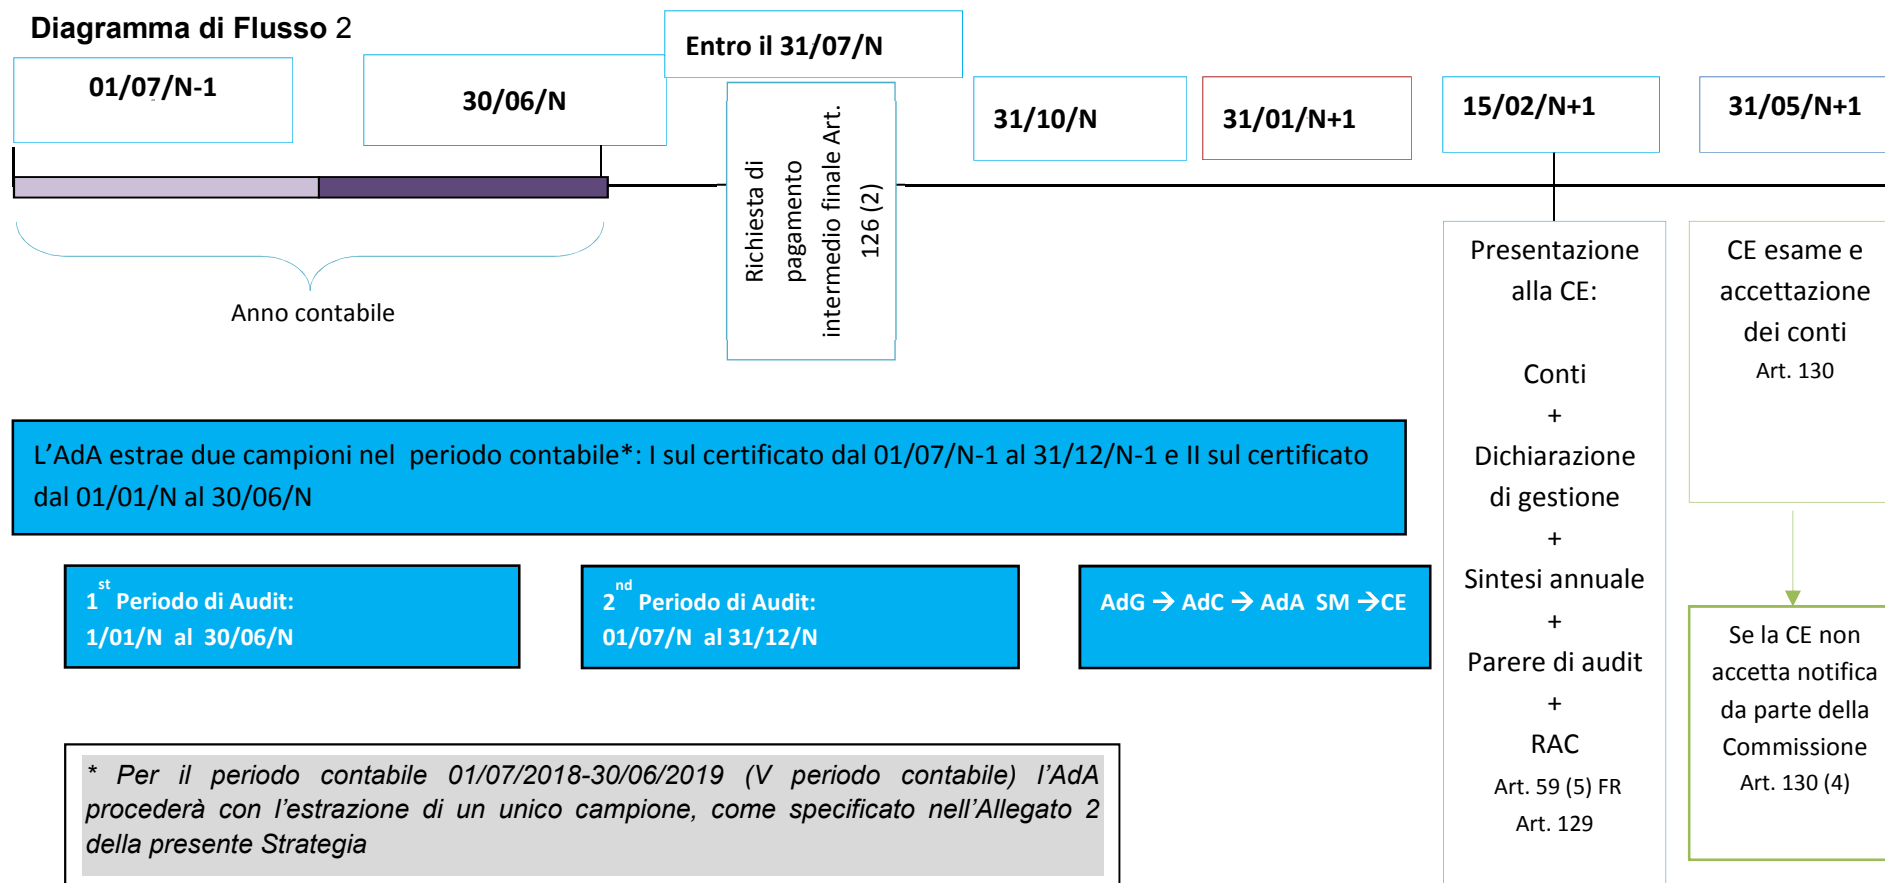 Diagramma di Flusso 2
01/07/N-1
30/06/N
Entro il 31/07/N
31/10/N
31/01/N+1
15/02/N+1
31/05/N+1
Richiesta di
pagamento
intermedio finale Art.
126 (2)
Anno contabile
Presentazione
alla CE:
Conti
+
Dichiarazione
di gestione
+
Sintesi annuale
+
Parere di audit
+
RAC
Art. 59 (5) FR
Art. 129
CE esame e
accettazione
dei conti
Art. 130
Se la CE non
accetta notifica
da parte della
Commissione
Art. 130 (4)
L’AdA estrae due campioni nel periodo contabile*: I sul certificato dal 01/07/N-1 al 31/12/N-1 e II sul certificato
dal 01/01/N al 30/06/N
1st Periodo di Audit:
1/01/N al 30/06/N
2nd Periodo di Audit:
01/07/N al 31/12/N
AdG → AdC → AdA SM →CE
* Per il periodo contabile 01/07/2018-30/06/2019 (V periodo contabile) l’AdA
procederà con l’estrazione di un unico campione, come specificato nell’Allegato 2
della presente Strategia